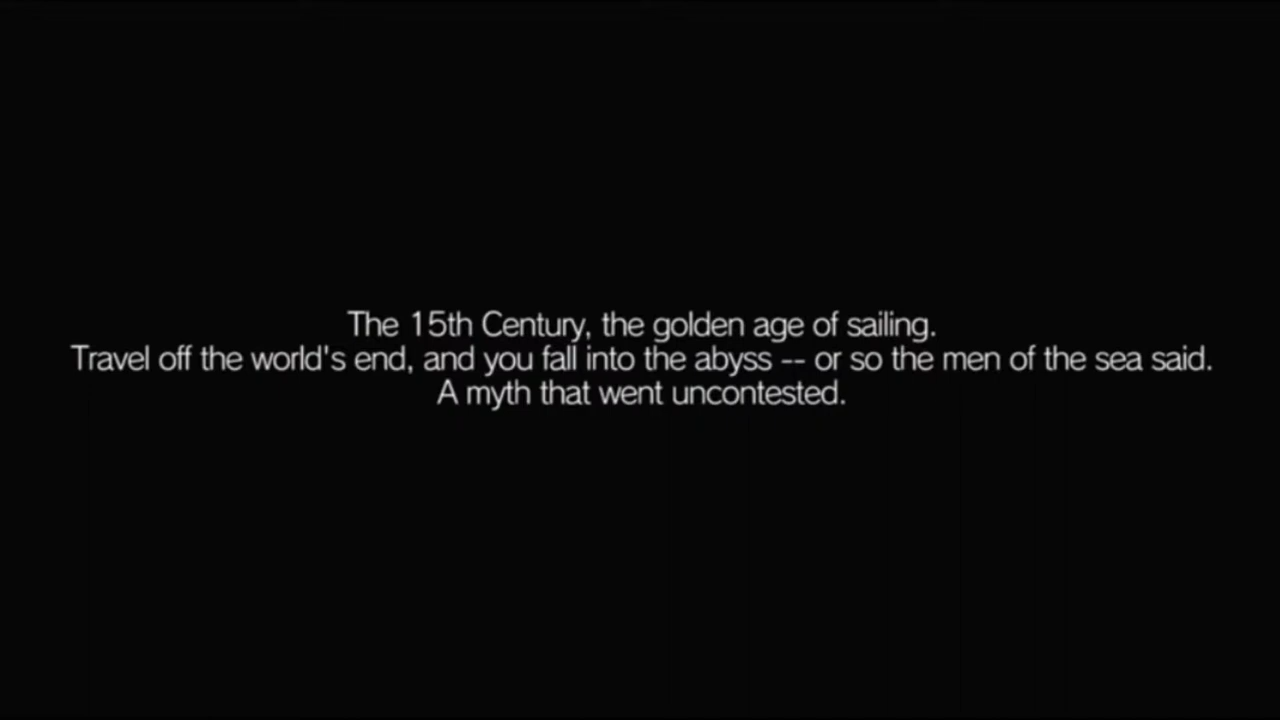 The 15th Century, the golden age of sailing.
Travel off the world's end, and you fall into the abyss -- or so the men of the sea said.
A myth that went uncontested.